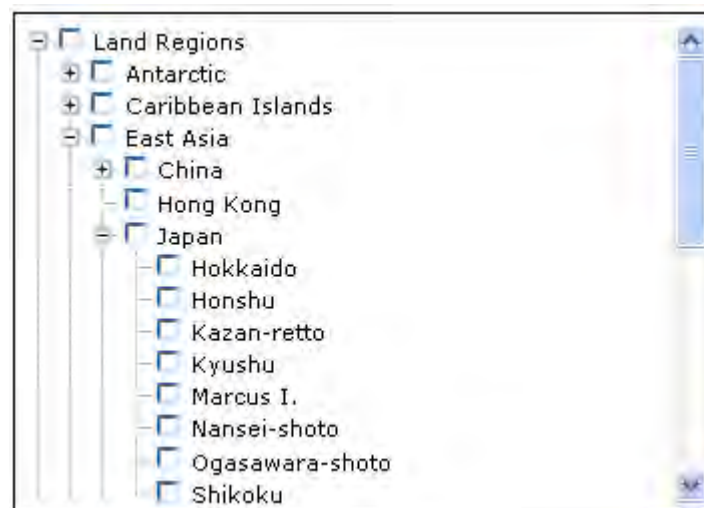 Land Regions
Antarctic
Caribbean Islands
East Asia
China
Hong Kong
Japan
Hokkaido
Honshu
Kazan-retto
Kyushu
Marcus I.
Nansei-shoto
Ogasawara-shoto
Shikoku